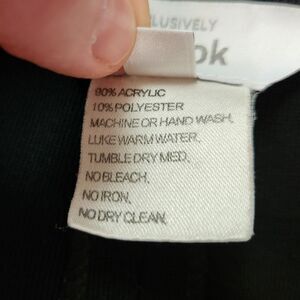 EXCLUSIVELY
ok
90% ACRYLIC
10% POLYESTER
MACHINE OR HAND WASH.
LUKE WARM WATER.
TUMBLE DRY MED.
NO BLEACH.
NO IRON.
NO DRY CLEAN.